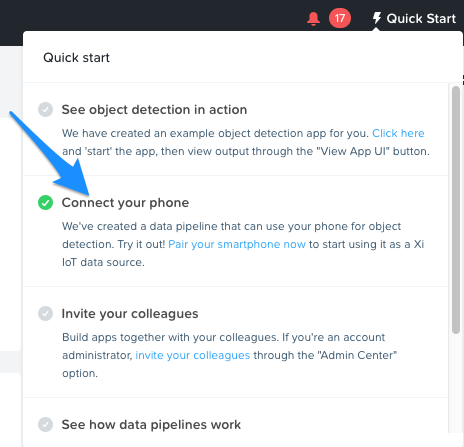 17 Quick Start
Quick start
See object detection in action
We have created an example object detection app for you. Click here
and 'start' the app, then view output through the "View App UI" button.
Connect your phone
We've created a data pipeline that can use your phone for object
detection. Try it out! Pair your smartphone now to start using it as a Xi
IoT data source.
Invite your colleagues
Build apps together with your colleagues. If you're an account
administrator, invite your colleagues through the "Admin Center"
option.
See how data pipelines work